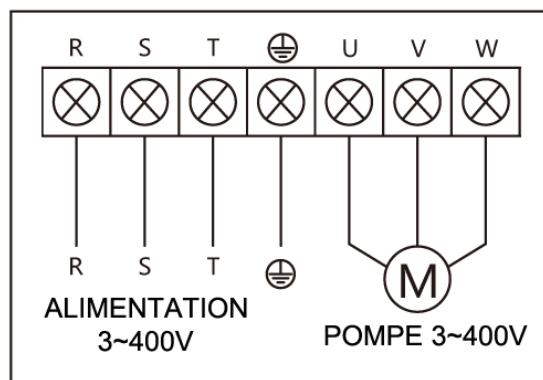 R S T U V W
R S T
M
ALIMENTATION
3~400V
POMPE 3~400V